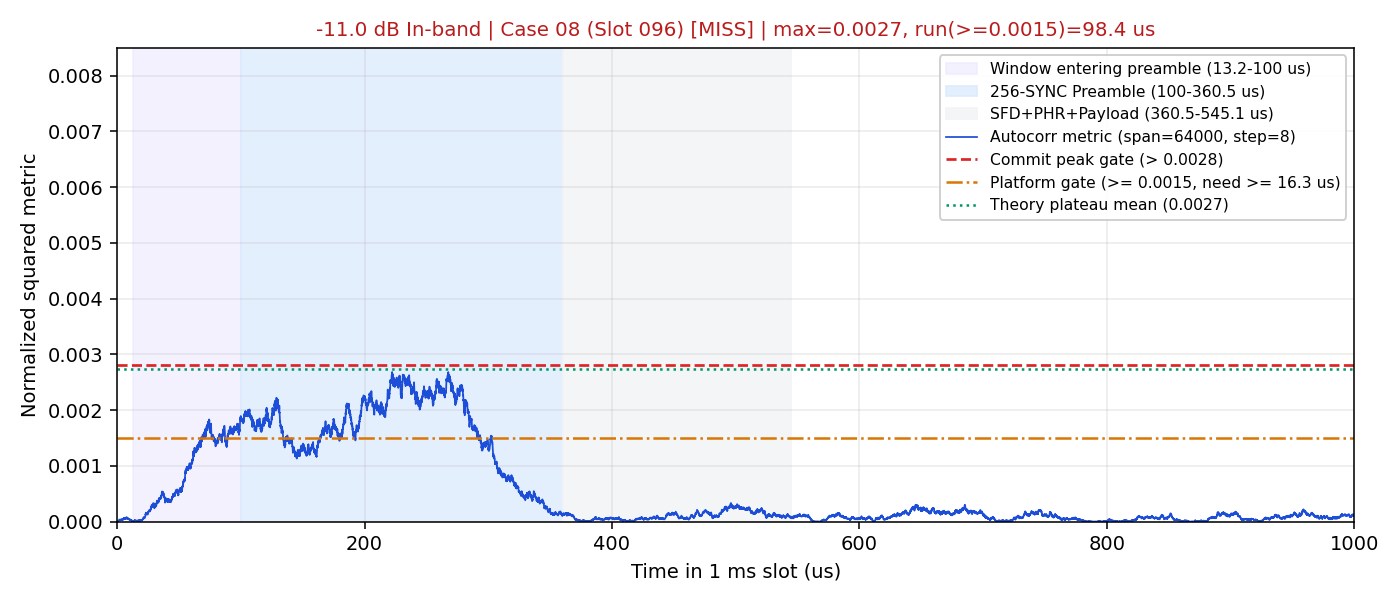 -11.0 dB In-band | Case 08 (Slot 096) [MISS] | max=0.0027, run(>=0.0015)=98.4 us
Normalized squared metric
0.008
0.007
0.006
0.005
0.004
0.003
0.002
0.001
0.000
Window entering preamble (13.2-100 us)
256-SYNC Preamble (100-360.5 us)
SFD+PHR+Payload (360.5-545.1 us)
Autocorr metric (span=64000, step=8)
Commit peak gate (> 0.0028)
Platform gate (>= 0.0015, need >= 16.3 us)
Theory plateau mean (0.0027)
0 200 400 600 800 1000
Time in 1 ms slot (us)